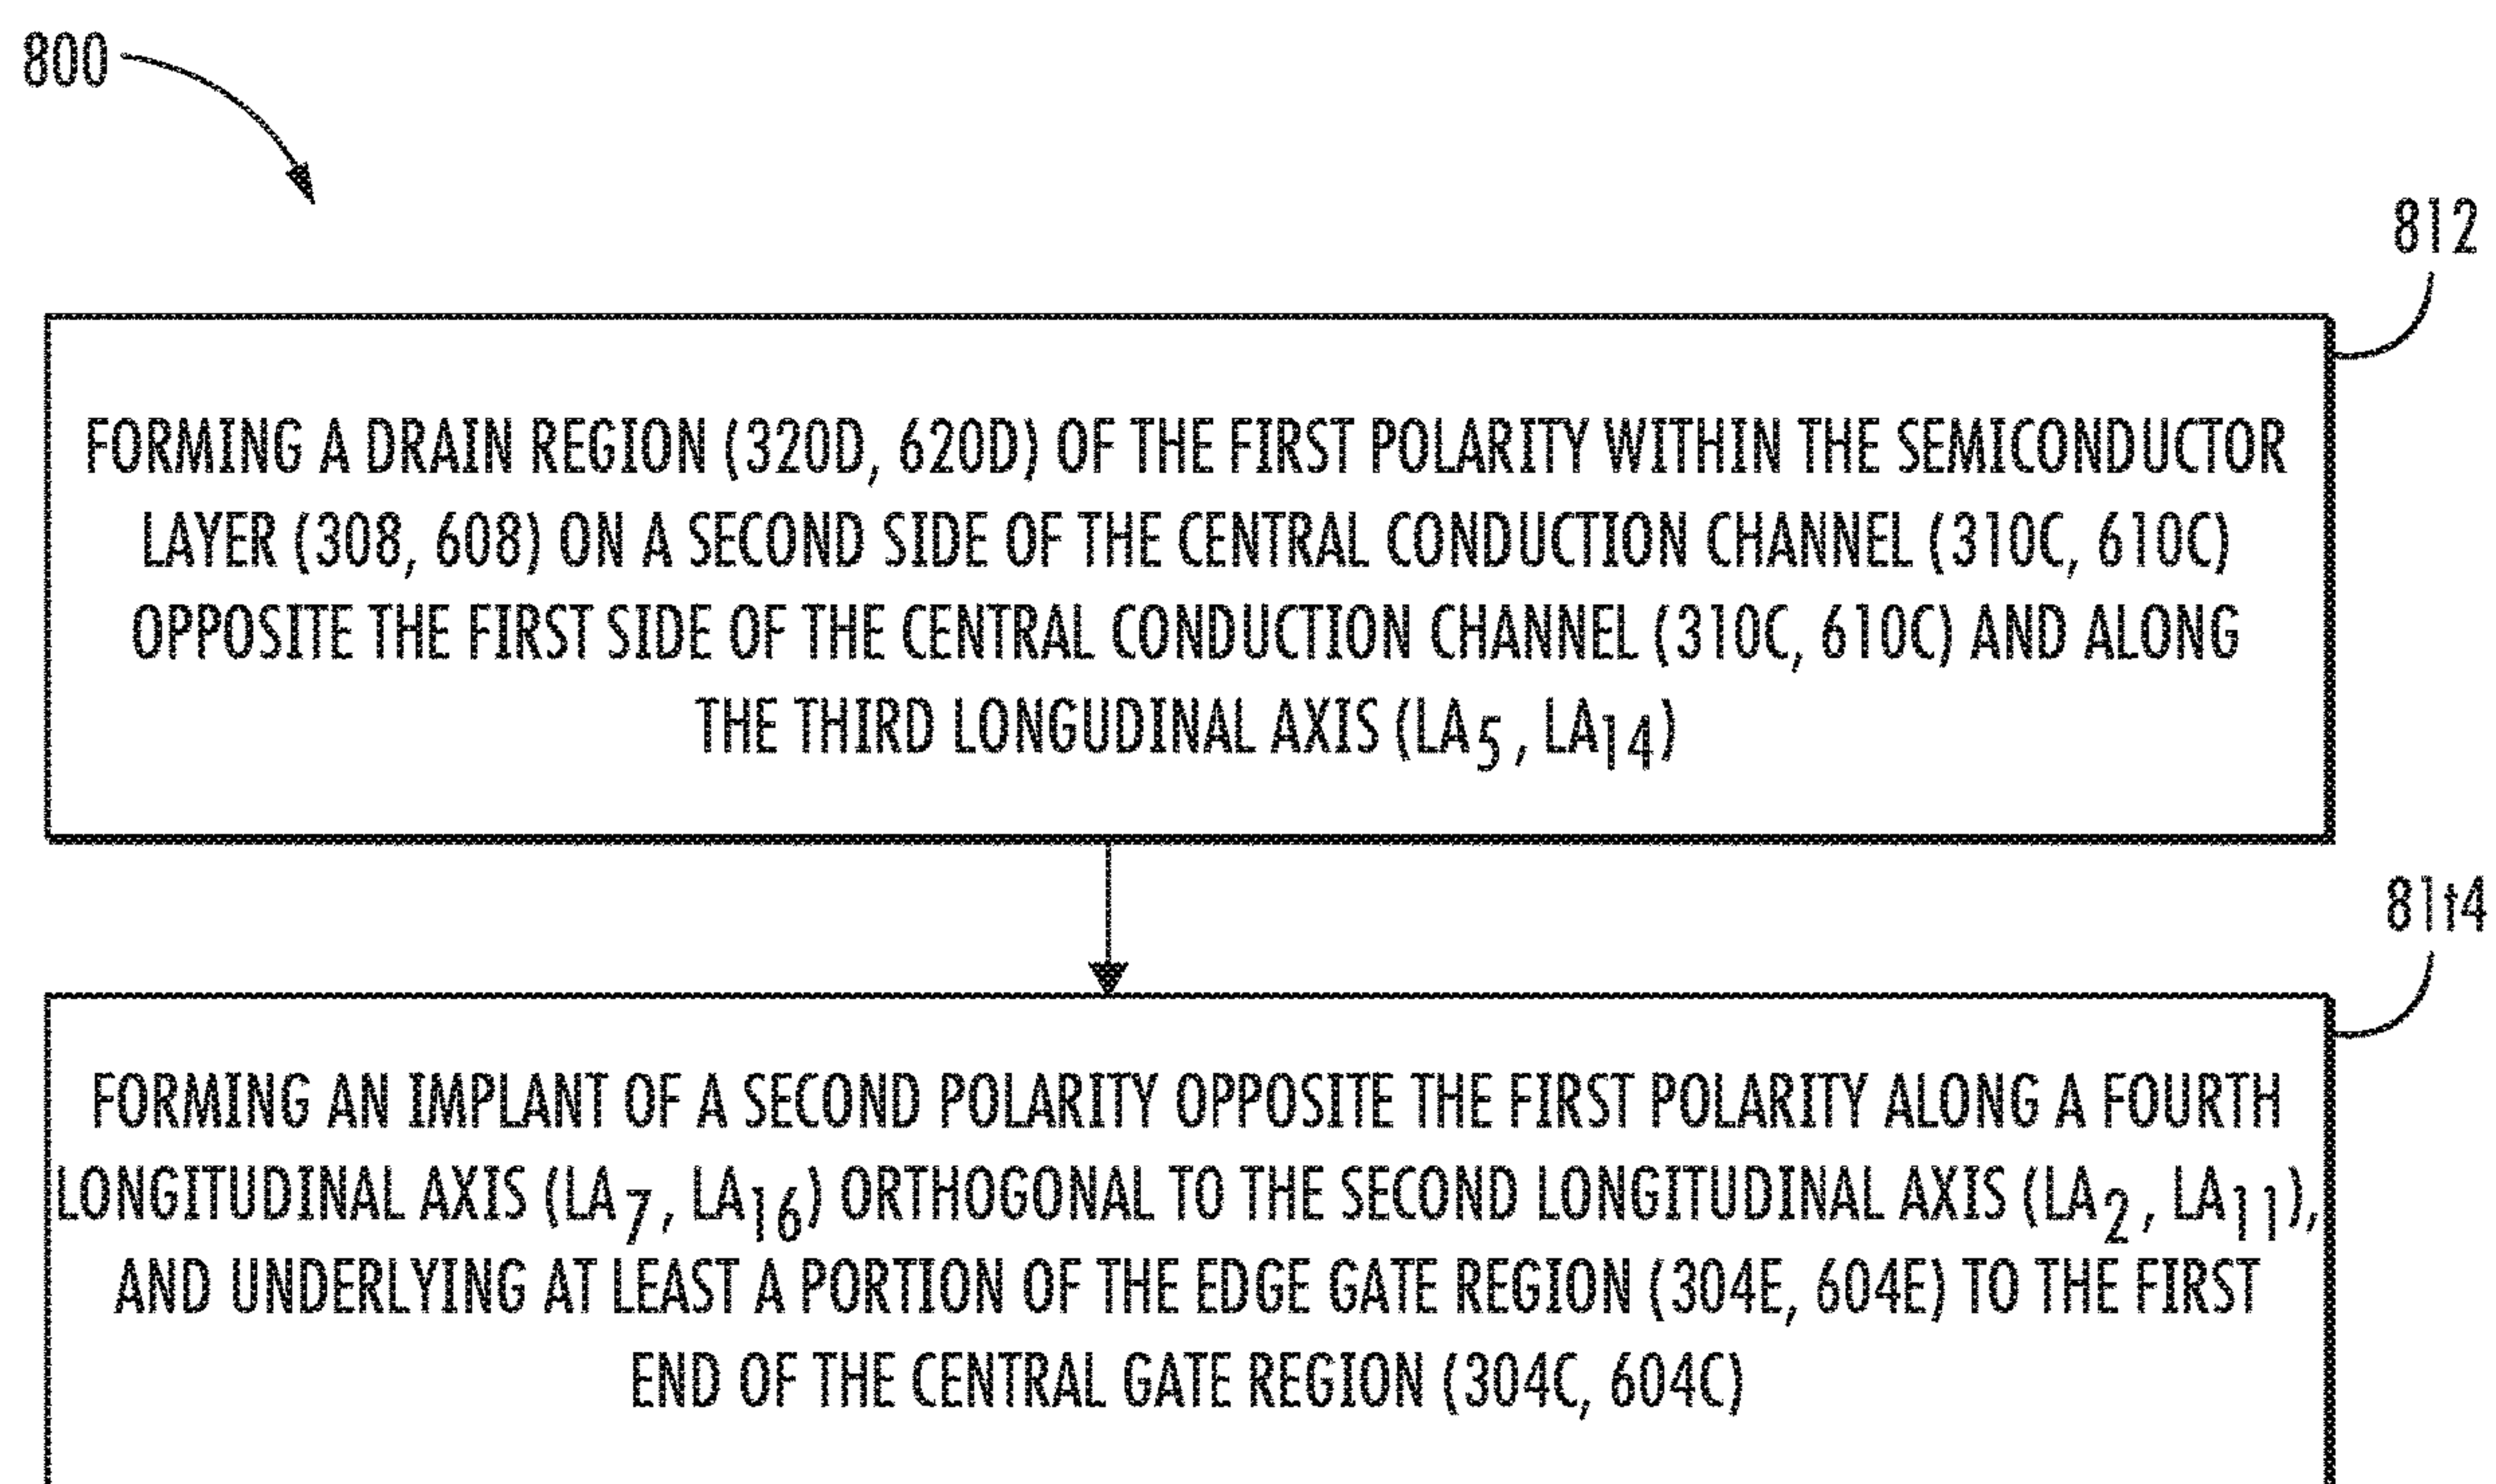 800
812
FORMING A DRAIN REGION (320D, 620D) OF THE FIRST POLARITY WITHIN THE SEMICONDUCTOR
LAYER (308, 608) ON A SECOND SIDE OF THE CENTRAL CONDUCTION CHANNEL (310C, 610C)
OPPOSITE THE FIRST SIDE OF THE CENTRAL CONDUCTION CHANNEL (310C, 610C) AND ALONG
THE THIRD LONGUDINAL AXIS (LA5, LA14)
81t4
FORMING AN IMPLANT OF A SECOND POLARITY OPPOSITE THE FIRST POLARITY ALONG A FOURTH
LONGITUDINAL AXIS (LA7, LA16) ORTHOGONAL TO THE SECOND LONGITUDINAL AXIS (LA2, LA11),
AND UNDERLYING AT LEAST A PORTION OF THE EDGE GATE REGION (304E, 604E) TO THE FIRST
END OF THE CENTRAL GATE REGION (304C, 604C)